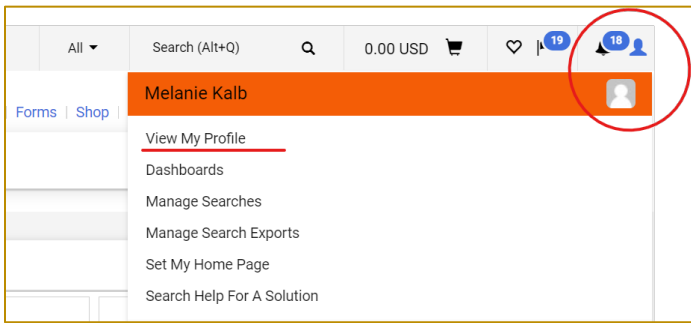 All Search (Alt+Q) 0.00 USD 19 18
Melanie Kalb
Forms | Shop |
View My Profile
Dashboards
Manage Searches
Manage Search Exports
Set My Home Page
Search Help For A Solution